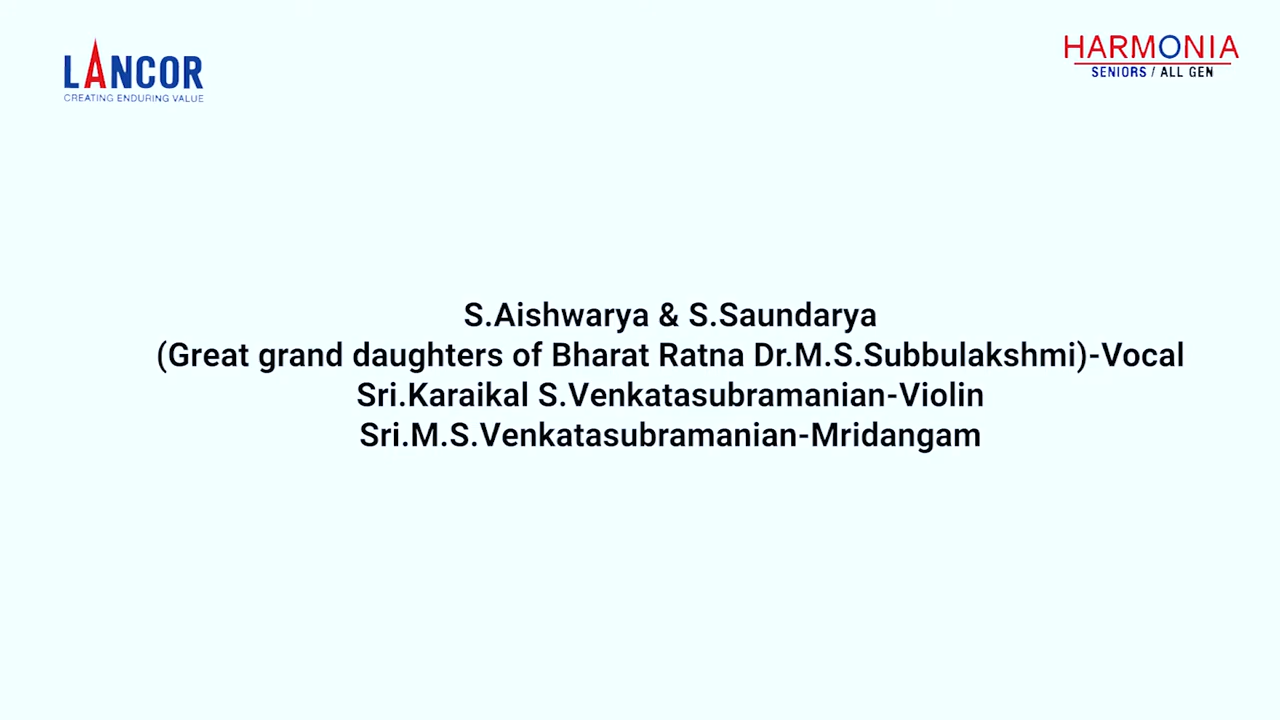 LANCOR
CREATING ENDURING VALUE
HARMONIA
SENIORS / ALL GEN
S.Aishwarya & S.Saundarya
(Great grand daughters of Bharat Ratna Dr.M.S.Subbulakshmi)-Vocal
Sri.Karaikal S.Venkatasubramanian-Violin
Sri.M.S.Venkatasubramanian-Mridangam